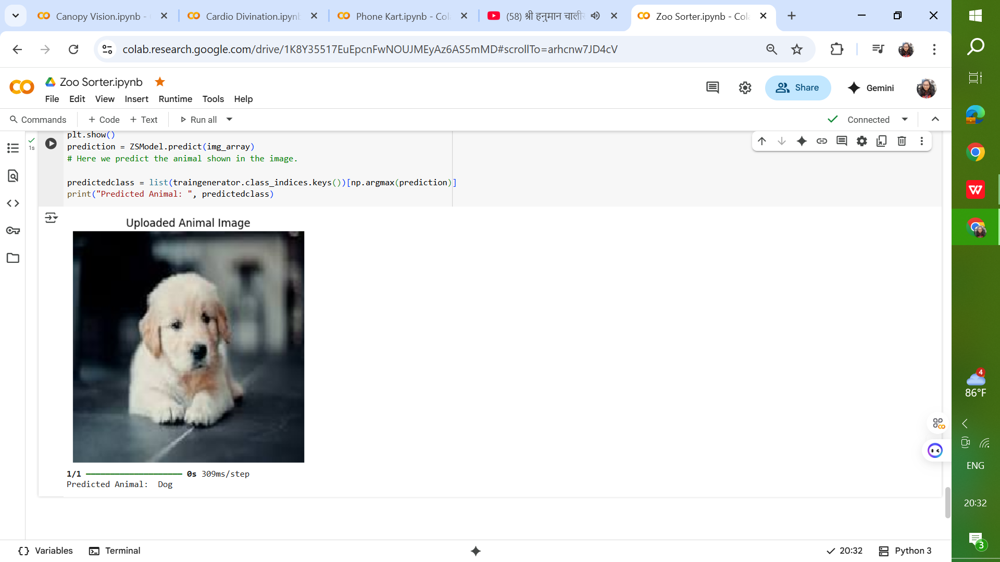 Canopy Vision.ipynb -
Cardio Divination.ipynb
Phone Kart.ipynb - Col
(58) श्री हनुमान चालीस
Zoo Sorter.ipynb - Cola
colab.research.google.com/drive/1K8Y35517EuEpcnFwNOUJMEyAz6AS5mMD#scrollTo=arhcnw7JD4cV
Zoo Sorter.ipynb
File Edit View Insert Runtime Tools Help
Share
Gemini
Commands + Code + Text Run all
Connected
1s
plt.show()
prediction = ZSModel.predict(img_array)
# Here we predict the animal shown in the image.
predictedclass = list(traingenerator.class_indices.keys())[np.argmax(prediction)]
print("Predicted Animal: ", predictedclass)
Uploaded Animal Image
1/1 ━━━━━━━━━━━━━━━━━━━━ 0s 309ms/step
Predicted Animal:  Dog
Variables Terminal
20:32 Python 3
4
86°F
ENG
20:32
3